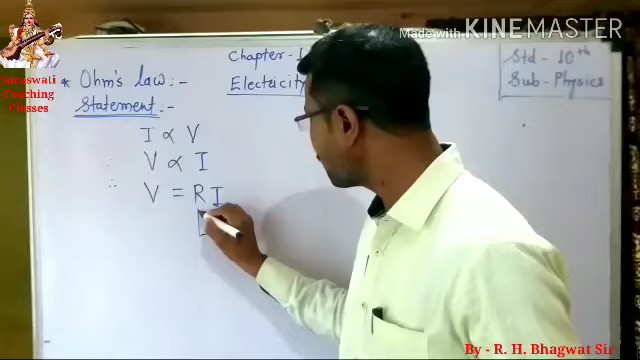 Made with KINEMASTER
Saraswati
Coaching
Classes
Chapter-
Electricity
Std - 10th
Sub - Physics
* Ohm's law :-
Statement :-
I ∝ V
V ∝ I
∴ V = R I
By - R. H. Bhagwat Sir